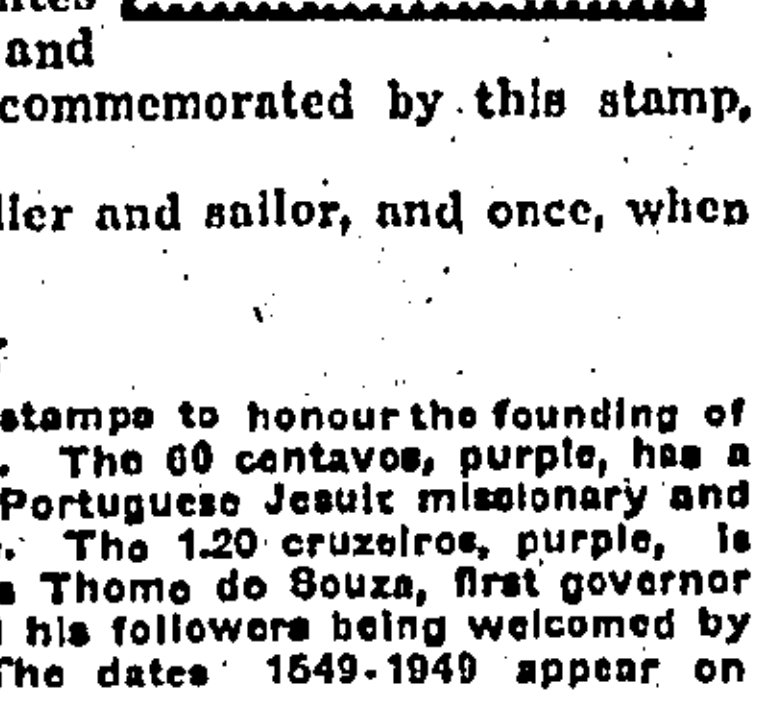 and
commemorated by this stamp,
and sailor, and once, when
stamps to honour the founding of
The 60 centavos, purple, has a
Portuguese Jesuit missionary and
The 1.20 cruzeiros, purple, is
Thome de Souza, first governor
his followers being welcomed by
The dates 1549-1949 appear on